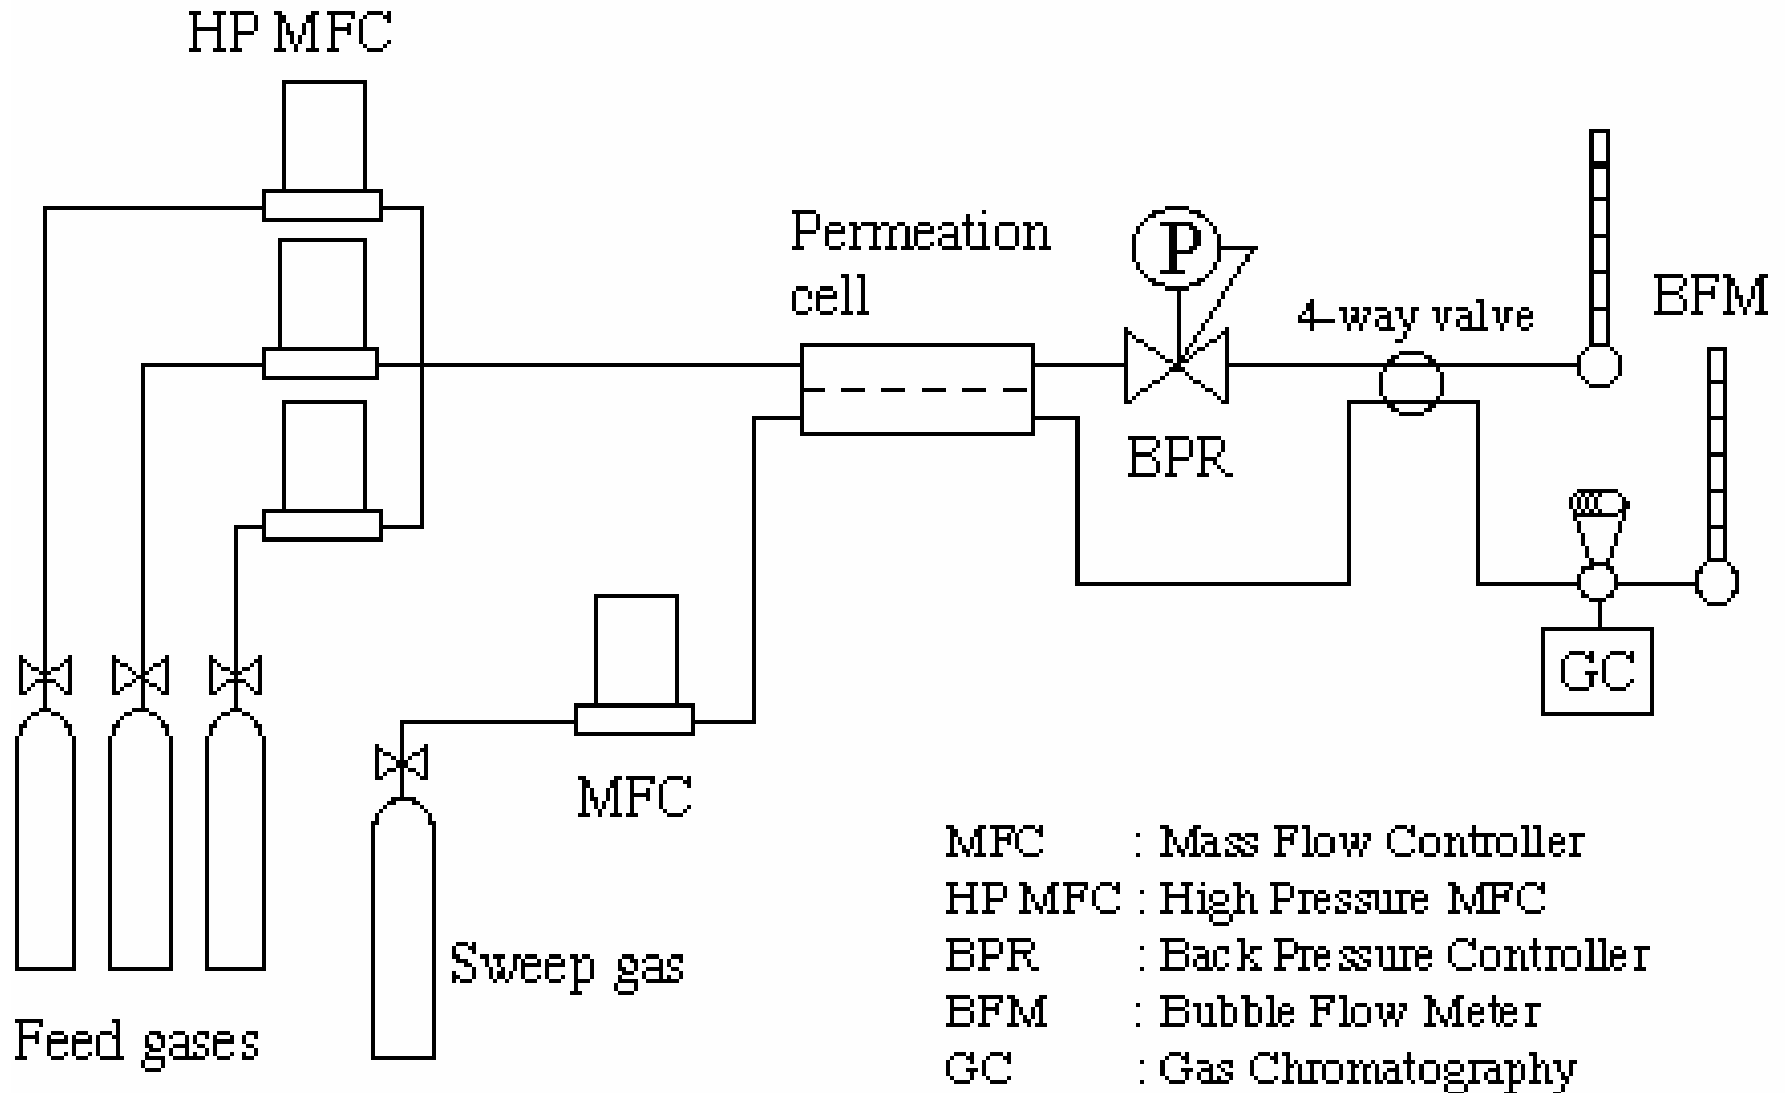 HP MFC
Permeation
cell
P
4-way valve
BFM
BPR
GC
MFC
Sweep gas
Feed gases
MFC : Mass Flow Controller
HP MFC : High Pressure MFC
BPR : Back Pressure Controller
BFM : Bubble Flow Meter
GC : Gas Chromatography